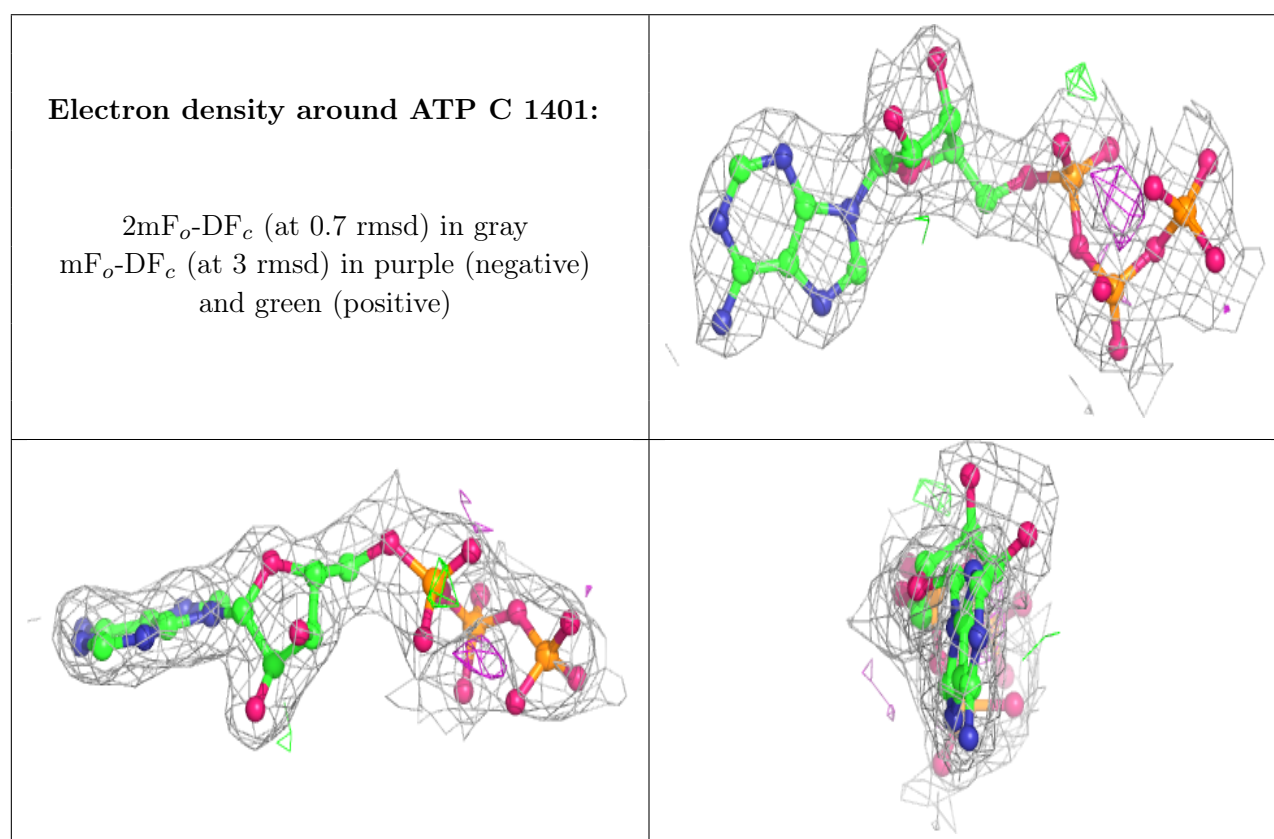 Electron density around ATP C 1401:
2mFₒ-DF𝒸 (at 0.7 rmsd) in gray
mFₒ-DF𝒸 (at 3 rmsd) in purple (negative)
and green (positive)